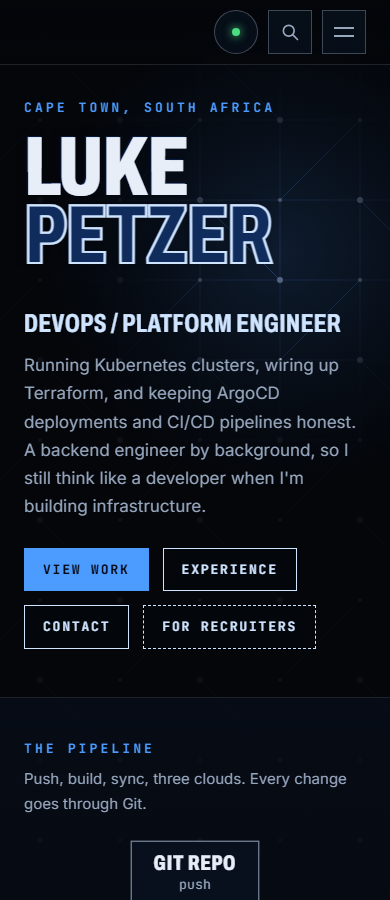 CAPE TOWN, SOUTH AFRICA
LUKE
PETZER
DEVOPS / PLATFORM ENGINEER
Running Kubernetes clusters, wiring up
Terraform, and keeping ArgoCD
deployments and CI/CD pipelines honest.
A backend engineer by background, so I
still think like a developer when I'm
building infrastructure.
VIEW WORK
EXPERIENCE
CONTACT
FOR RECRUITERS
THE PIPELINE
Push, build, sync, three clouds. Every change
goes through Git.
GIT REPO
push